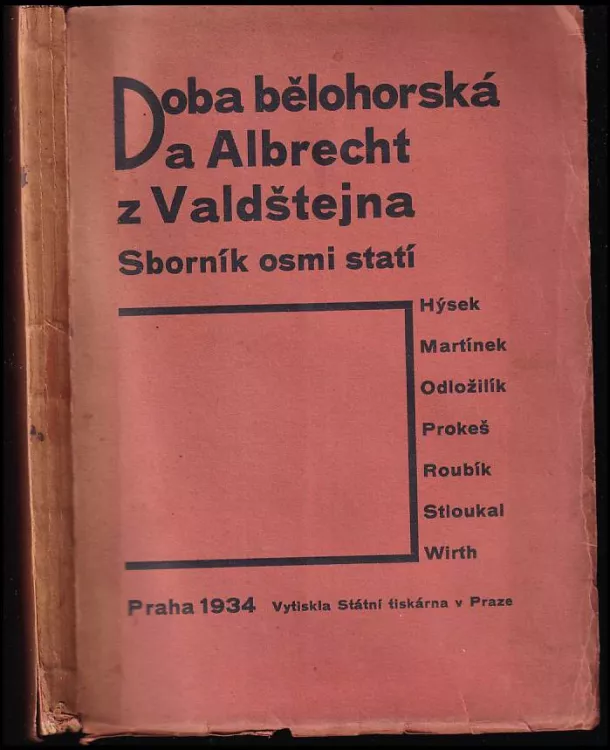 Doba bělohorská
a Albrecht
z Valdštejna
Sborník osmi statí
Hýsek
Martínek
Odložilík
Prokeš
Roubík
Stloukal
Wirth
Praha 1934 Vytiskla Státní tiskárna v Praze